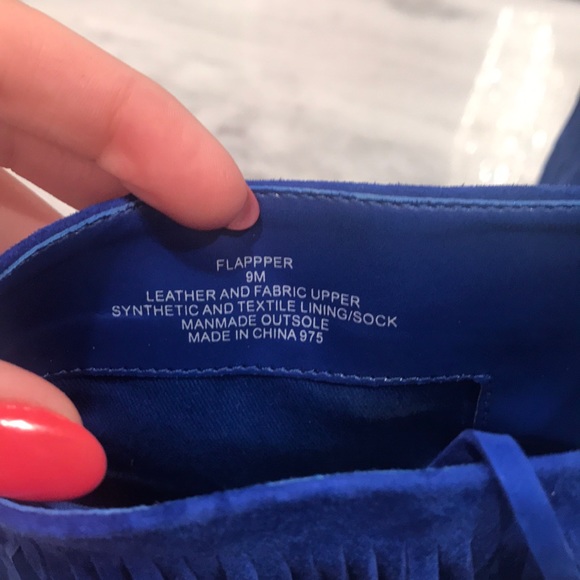 FLAPPPER
9M
LEATHER AND FABRIC UPPER
SYNTHETIC AND TEXTILE LINING/SOCK
MANMADE OUTSOLE
MADE IN CHINA 975